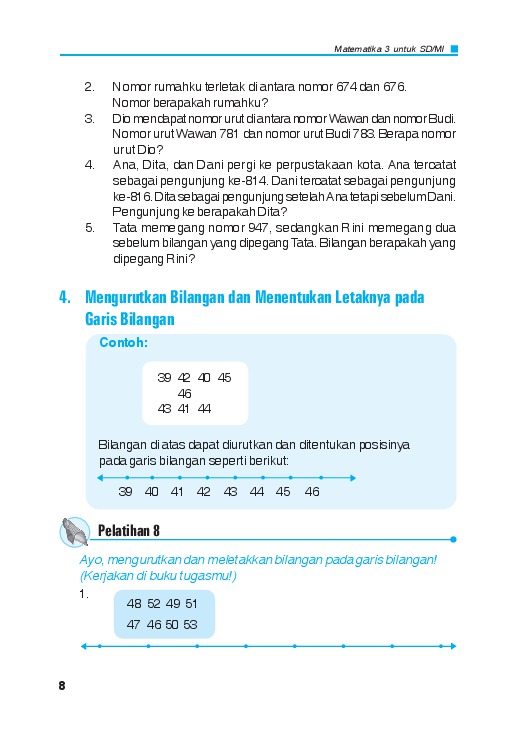 Matematika 3 untuk SD/MI
2. Nomor rumahku terletak di antara nomor 674 dan 676.
Nomor berapakah rumahku?
3. Dio mendapat nomor urut di antara nomor Wawan dan nomor Budi.
Nomor urut Wawan 781 dan nomor urut Budi 783. Berapa nomor
urut Dio?
4. Ana, Dita, dan Dani pergi ke perpustakaan kota. Ana tercatat
sebagai pengunjung ke-814. Dani tercatat sebagai pengunjung
ke-816. Dita sebagai pengunjung setelah Ana tetapi sebelum Dani.
Pengunjung ke berapakah Dita?
5. Tata memegang nomor 947, sedangkan Rini memegang dua
sebelum bilangan yang dipegang Tata. Bilangan berapakah yang
dipegang Rini?
4. Mengurutkan Bilangan dan Menentukan Letaknya pada
Garis Bilangan
Contoh:
39 42 40 45
46
43 41 44
Bilangan di atas dapat diurutkan dan ditentukan posisinya
pada garis bilangan seperti berikut:
39 40 41 42 43 44 45 46
Pelatihan 8
Ayo, mengurutkan dan meletakkan bilangan pada garis bilangan!
(Kerjakan di buku tugasmu!)
1.
48 52 49 51
47 46 50 53
8